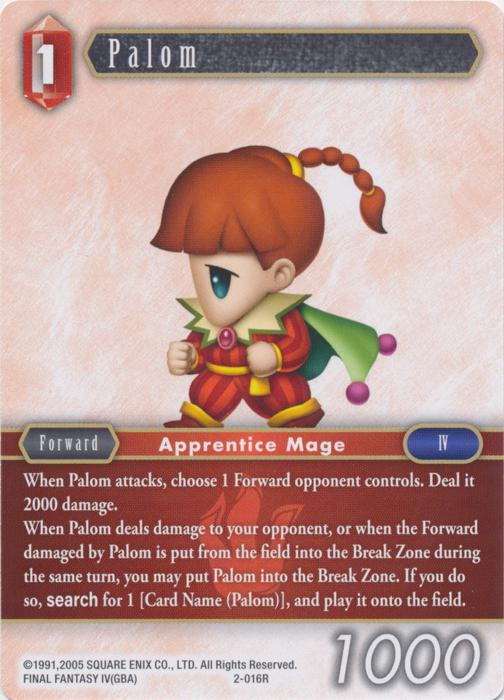 1
Palom
Forward
Apprentice Mage
IV
When Palom attacks, choose 1 Forward opponent controls. Deal it
2000 damage.
When Palom deals damage to your opponent, or when the Forward
damaged by Palom is put from the field into the Break Zone during
the same turn, you may put Palom into the Break Zone. If you do
so, search for 1 [Card Name (Palom)], and play it onto the field.
©1991,2005 SQUARE ENIX CO., LTD. All Rights Reserved.
FINAL FANTASY IV(GBA)
2-016R
1000